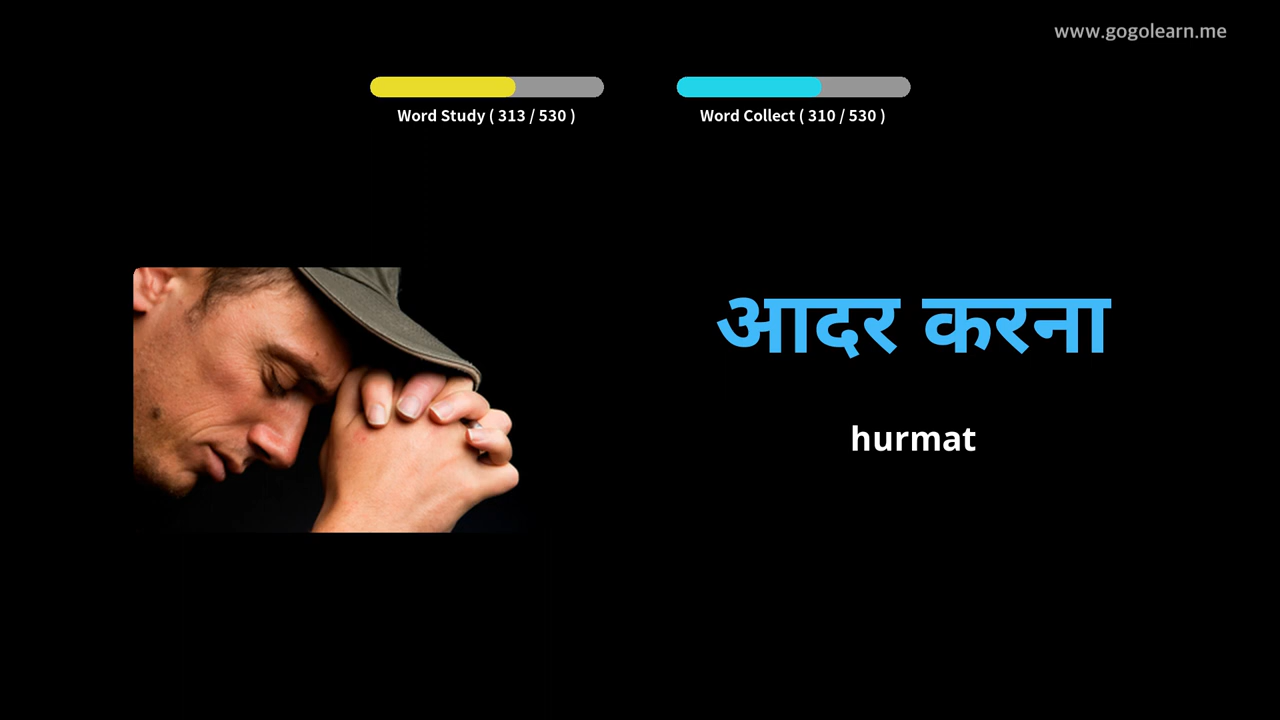 www.gogolearn.me
Word Study ( 313 / 530 )
Word Collect ( 310 / 530 )
आदर करना
hurmat